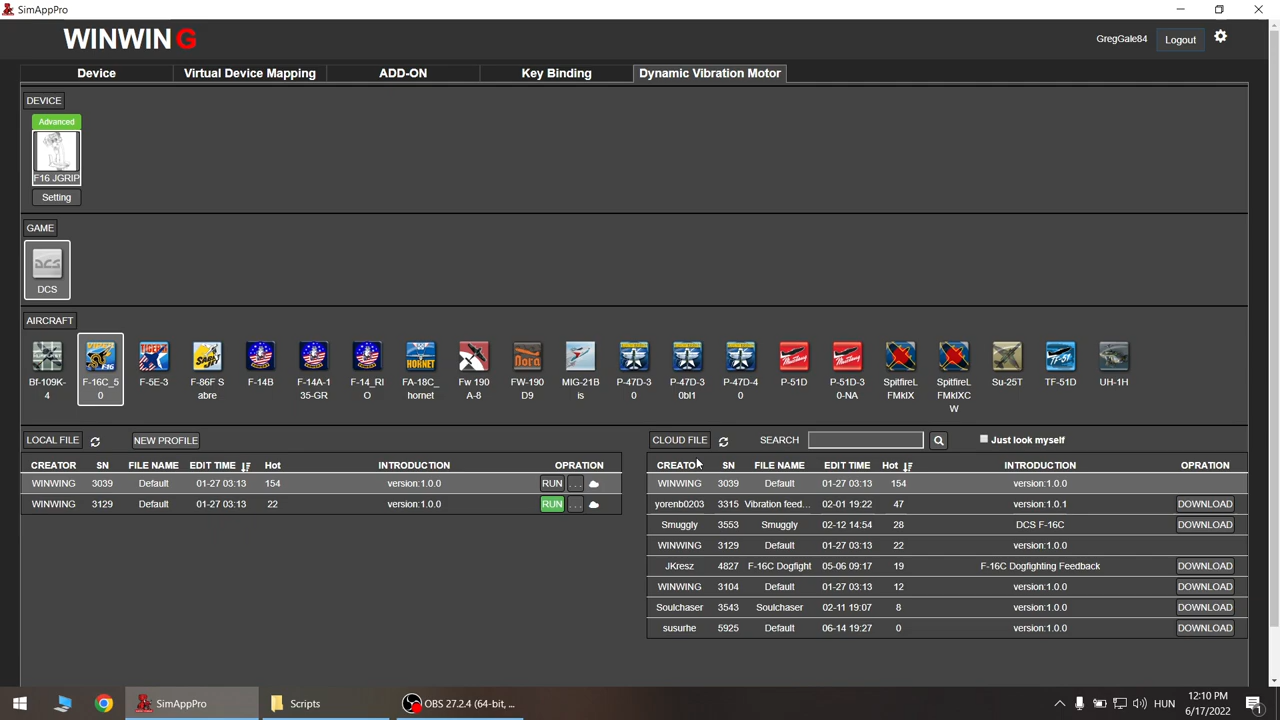 SimAppPro
WINWING
GregGale84 Logout
Device Virtual Device Mapping ADD-ON Key Binding Dynamic Vibration Motor
DEVICE
Advanced
F16 JGRIP
Setting
GAME
DCS
DCS
AIRCRAFT
Bf-109K-4 F-16C_50 F-5E-3 F-86F Sabre F-14B F-14A-135-GR F-14_RIO FA-18C_hornet Fw 190 A-8 FW-190D9 MIG-21Bis P-47D-30 P-47D-30bl1 P-47D-40 P-51D P-51D-30-NA SpitfireLFMkIX SpitfireLFMkIXCW Su-25T TF-51D UH-1H
LOCAL FILE NEW PROFILE
CREATOR SN FILE NAME EDIT TIME Hot INTRODUCTION OPRATION
WINWING 3039 Default 01-27 03:13 154 version:1.0.0 RUN ...
WINWING 3129 Default 01-27 03:13 22 version:1.0.0 RUN ...
CLOUD FILE SEARCH Just look myself
CREATOR SN FILE NAME EDIT TIME Hot INTRODUCTION OPRATION
WINWING 3039 Default 01-27 03:13 154 version:1.0.0
yorenb0203 3315 Vibration feed... 02-01 19:22 47 version:1.0.1 DOWNLOAD
Smuggly 3553 Smuggly 02-12 14:54 28 DCS F-16C DOWNLOAD
WINWING 3129 Default 01-27 03:13 22 version:1.0.0
JKresz 4827 F-16C Dogfight 05-06 09:17 19 F-16C Dogfighting Feedback DOWNLOAD
WINWING 3104 Default 01-27 03:13 12 version:1.0.0 DOWNLOAD
Soulchaser 3543 Soulchaser 02-11 19:07 8 version:1.0.0 DOWNLOAD
susurhe 5925 Default 06-14 19:27 0 version:1.0.0 DOWNLOAD
SimAppPro Scripts OBS 27.2.4 (64-bit, ... HUN 12:10 PM
6/17/2022 1